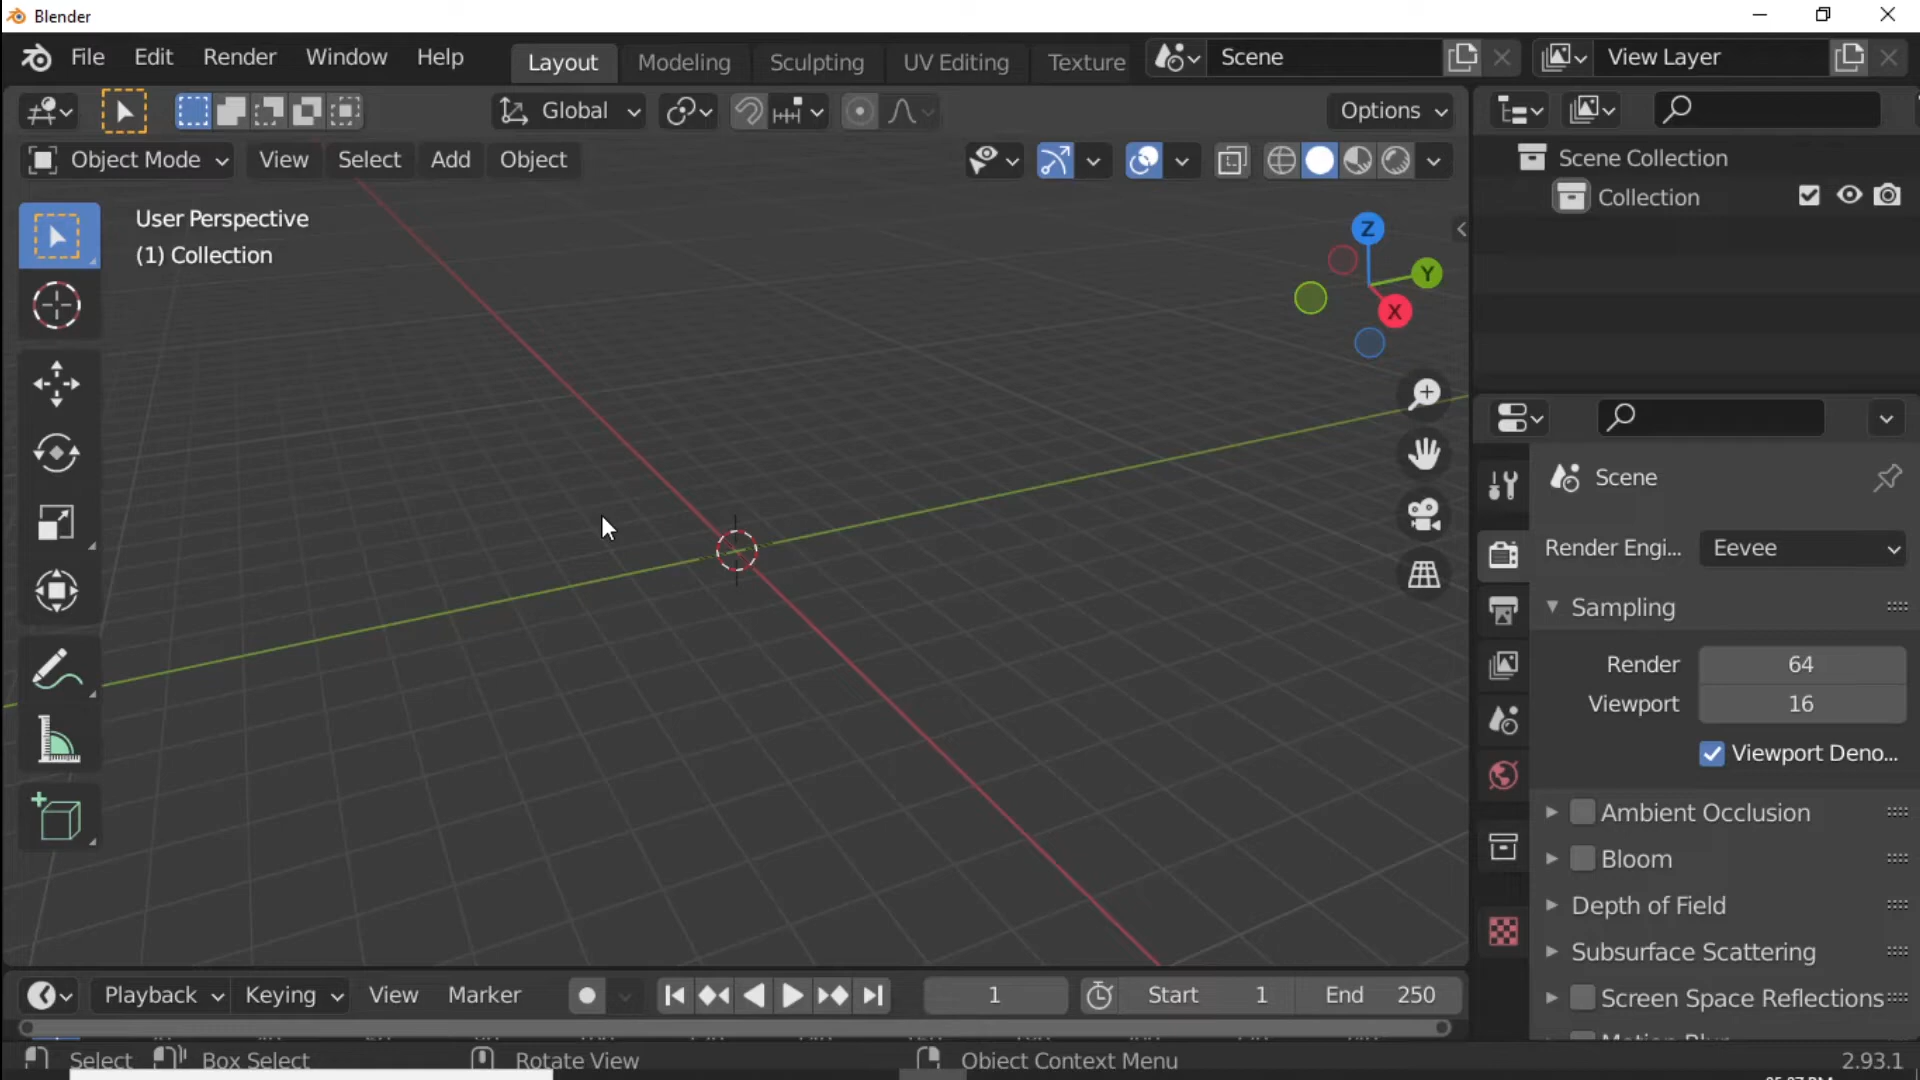 Blender
File Edit Render Window Help Layout Modeling Sculpting UV Editing Texture Scene View Layer
Global Options
Object Mode View Select Add Object
User Perspective
(1) Collection
Z
Y
X
Scene Collection
Collection
Scene
Render Engi... Eevee
Sampling
Render 64
Viewport 16
Viewport Deno...
Ambient Occlusion
Bloom
Depth of Field
Subsurface Scattering
Screen Space Reflections
Playback Keying View Marker 1 Start 1 End 250
Select Box Select Rotate View Object Context Menu 2.93.1